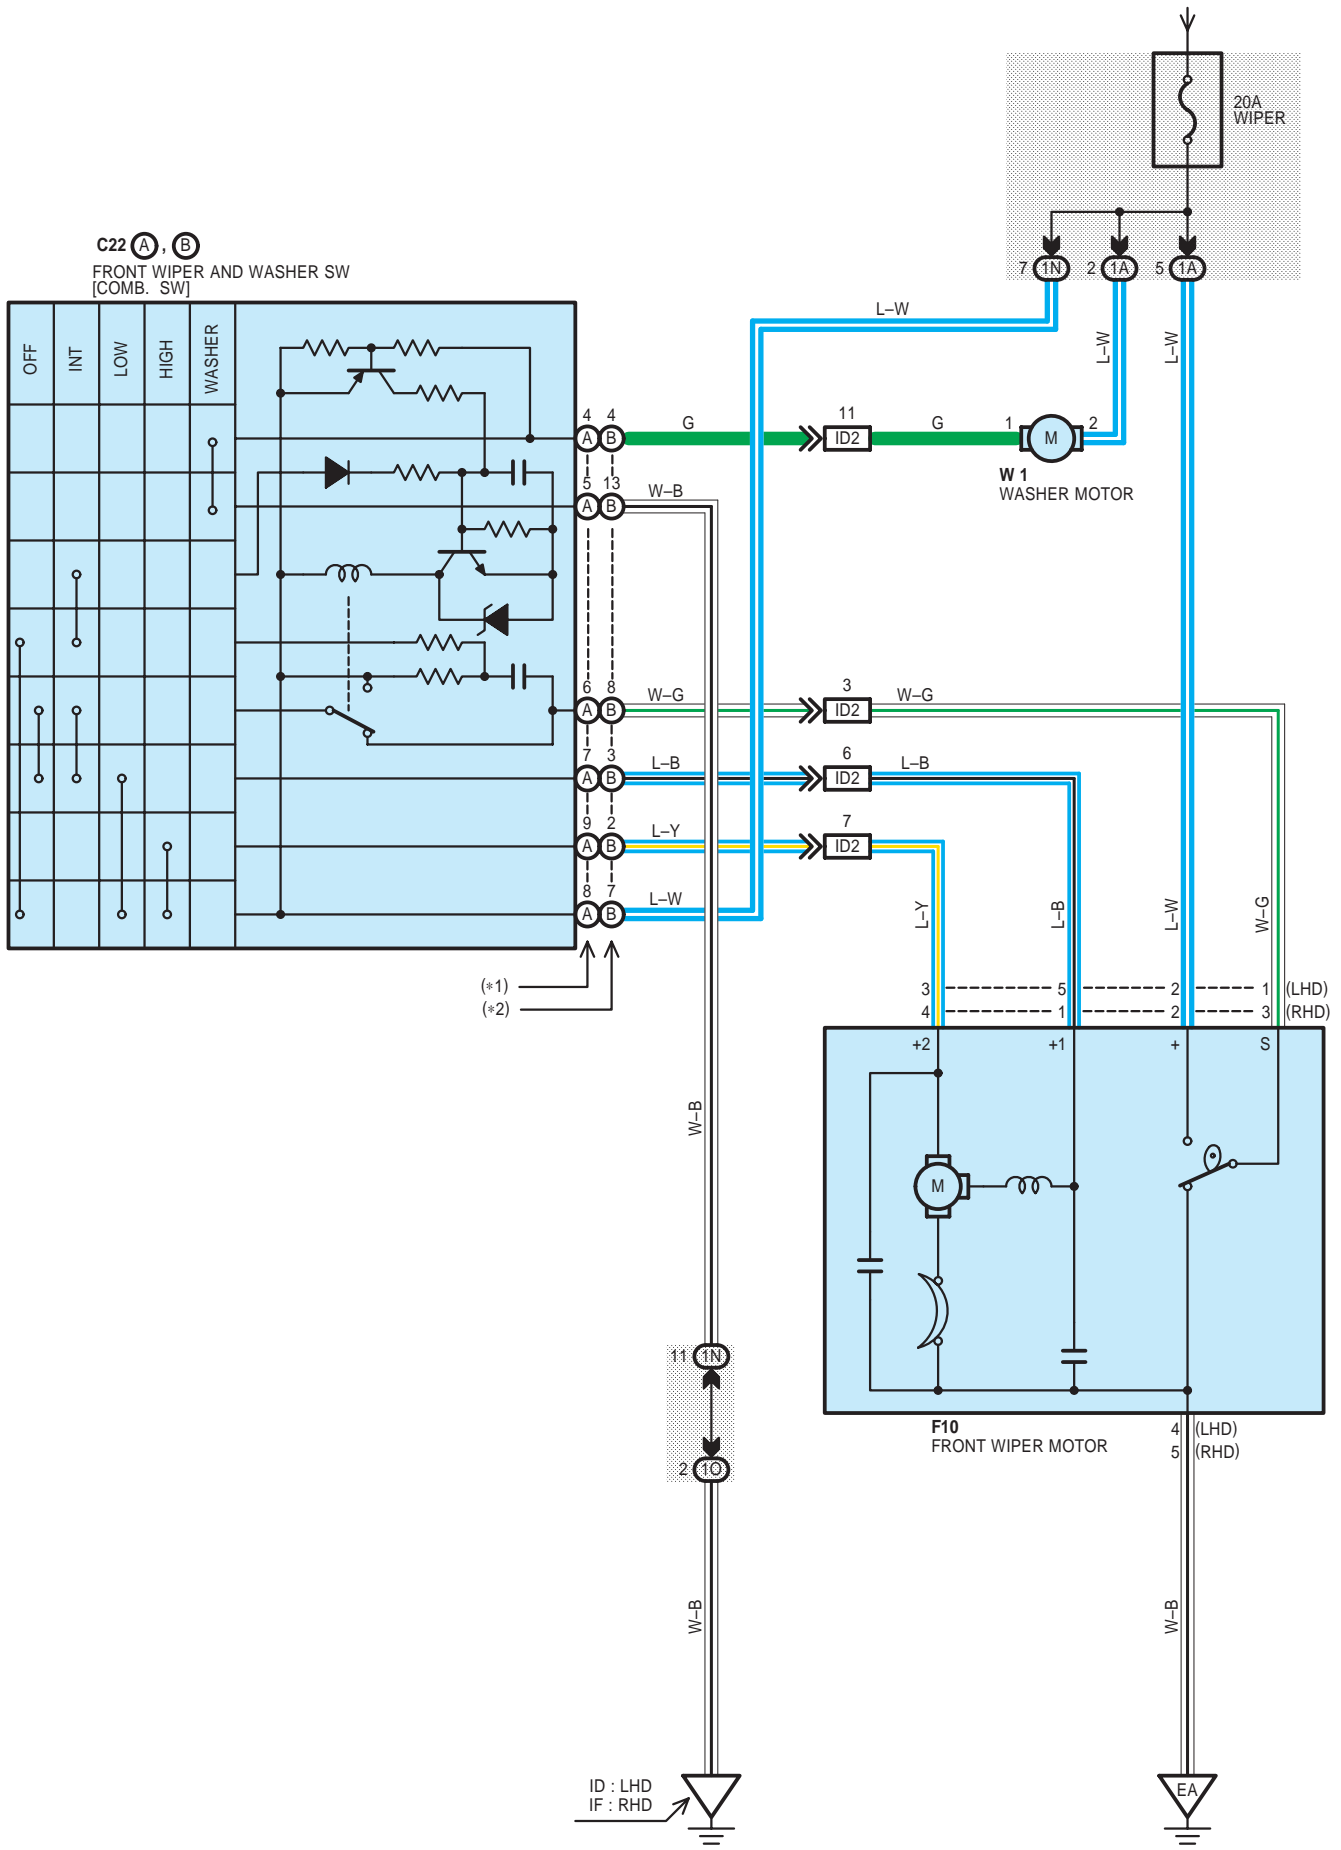 20A
WIPER
C22 A , B
FRONT WIPER AND WASHER SW
[COMB. SW]
7 1N 2 1A 5 1A
OFF
INT
LOW
HIGH
WASHER
L–W
L–W
L–W
4 4
A B
G
11
ID2
G
1 M 2
W 1
WASHER MOTOR
5 13
A B
W–B
6 8
A B
W–G
3
ID2
W–G
7 3
A B
L–B
6
ID2
L–B
9 2
A B
L–Y
7
ID2
8 7
A B
L–W
L–Y
L–B
L–W
W–G
(*1)
(*2)
3 5 2 1 (LHD)
4 1 2 3 (RHD)
+2 +1 + S
W–B
M
11 1N
F10
FRONT WIPER MOTOR
4 (LHD)
5 (RHD)
2 1O
W–B
W–B
ID : LHD
IF : RHD
EA